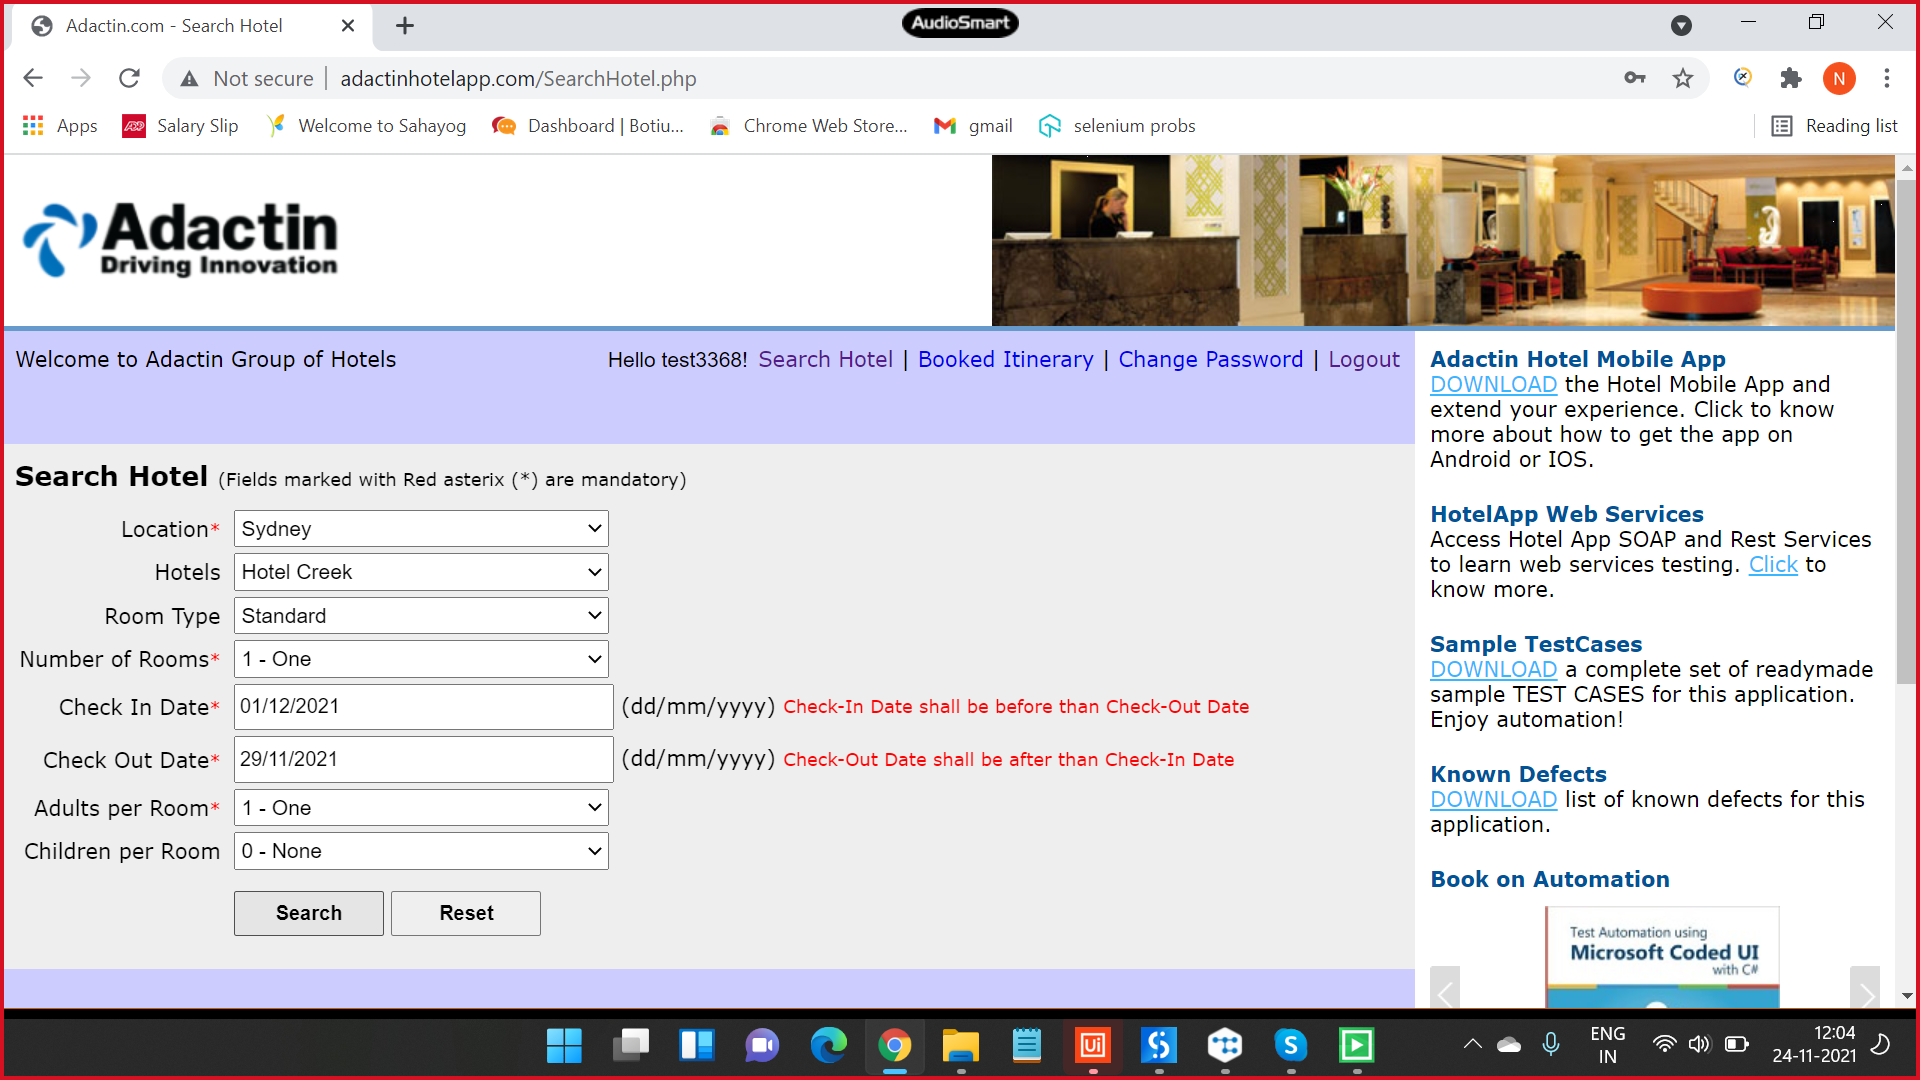 Adactin.com - Search Hotel
AudioSmart
Not secure
adactinhotelapp.com/SearchHotel.php
N
Apps
ADP
Salary Slip
Welcome to Sahayog
Dashboard | Botiu...
Chrome Web Store...
gmail
selenium probs
Reading list
Adactin
Driving Innovation
Welcome to Adactin Group of Hotels
Hello test3368! Search Hotel | Booked Itinerary | Change Password | Logout
Search Hotel (Fields marked with Red asterix (*) are mandatory)
Location* Sydney
Hotels Hotel Creek
Room Type Standard
Number of Rooms* 1 - One
Check In Date* 01/12/2021 (dd/mm/yyyy) Check-In Date shall be before than Check-Out Date
Check Out Date* 29/11/2021 (dd/mm/yyyy) Check-Out Date shall be after than Check-In Date
Adults per Room* 1 - One
Children per Room 0 - None
Search Reset
Adactin Hotel Mobile App
DOWNLOAD the Hotel Mobile App and
extend your experience. Click to know
more about how to get the app on
Android or IOS.
HotelApp Web Services
Access Hotel App SOAP and Rest Services
to learn web services testing. Click to
know more.
Sample TestCases
DOWNLOAD a complete set of readymade
sample TEST CASES for this application.
Enjoy automation!
Known Defects
DOWNLOAD list of known defects for this
application.
Book on Automation
Test Automation using
Microsoft Coded UI
with C#
Ui
S
ENG
IN
12:04
24-11-2021